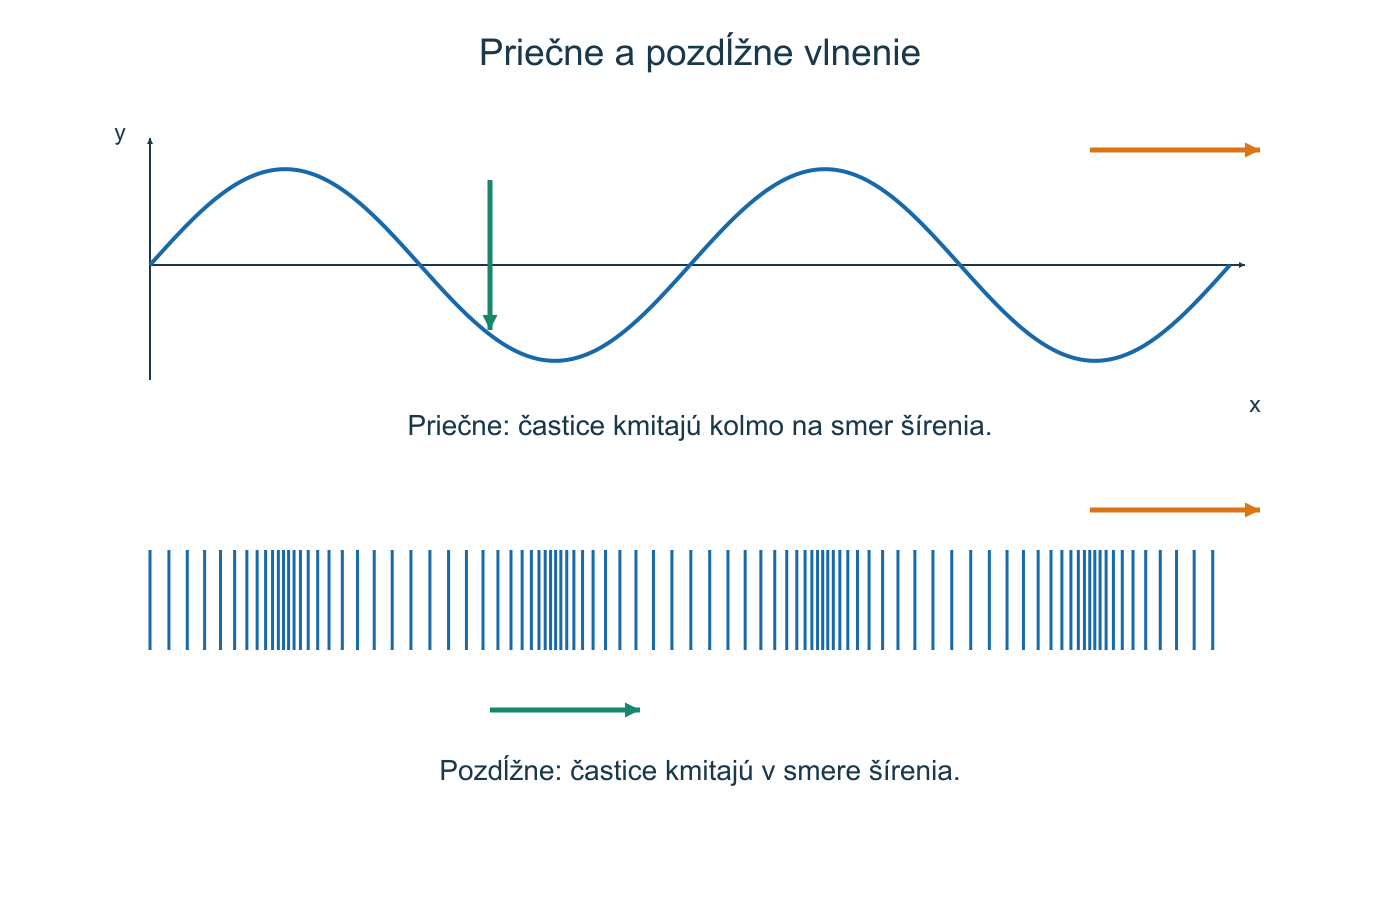 Priečne a pozdĺžne vlnenie
y
x
Priečne: častice kmitajú kolmo na smer šírenia.
Pozdĺžne: častice kmitajú v smere šírenia.